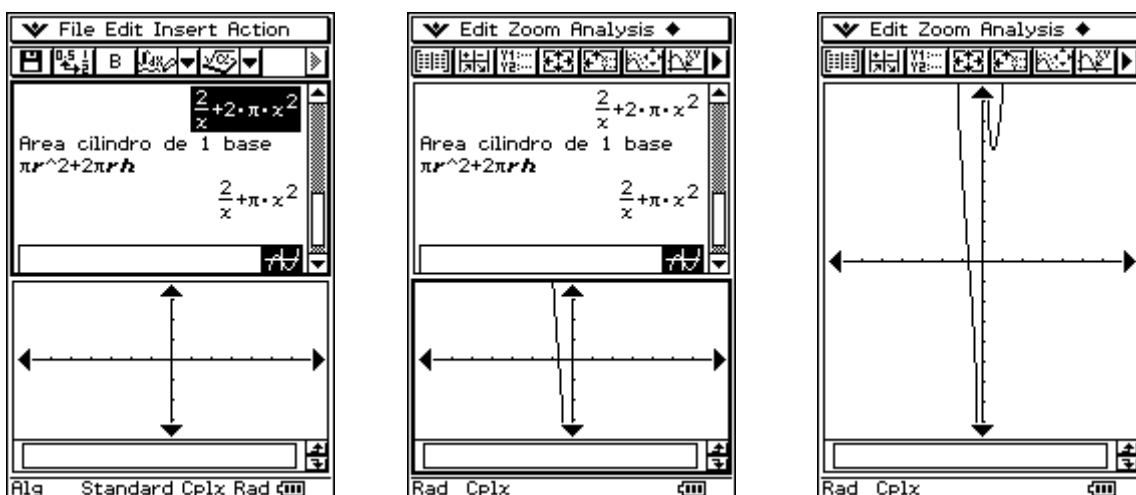 File Edit Insert Action
B
2/x+2·π·x^2
Area cilindro de 1 base
πr^2+2πrh
2/x+π·x^2
Alg Standard Cplx Rad
Edit Zoom Analysis ◆
2/x+2·π·x^2
Area cilindro de 1 base
πr^2+2πrh
2/x+π·x^2
Rad Cplx
Edit Zoom Analysis ◆
Rad Cplx